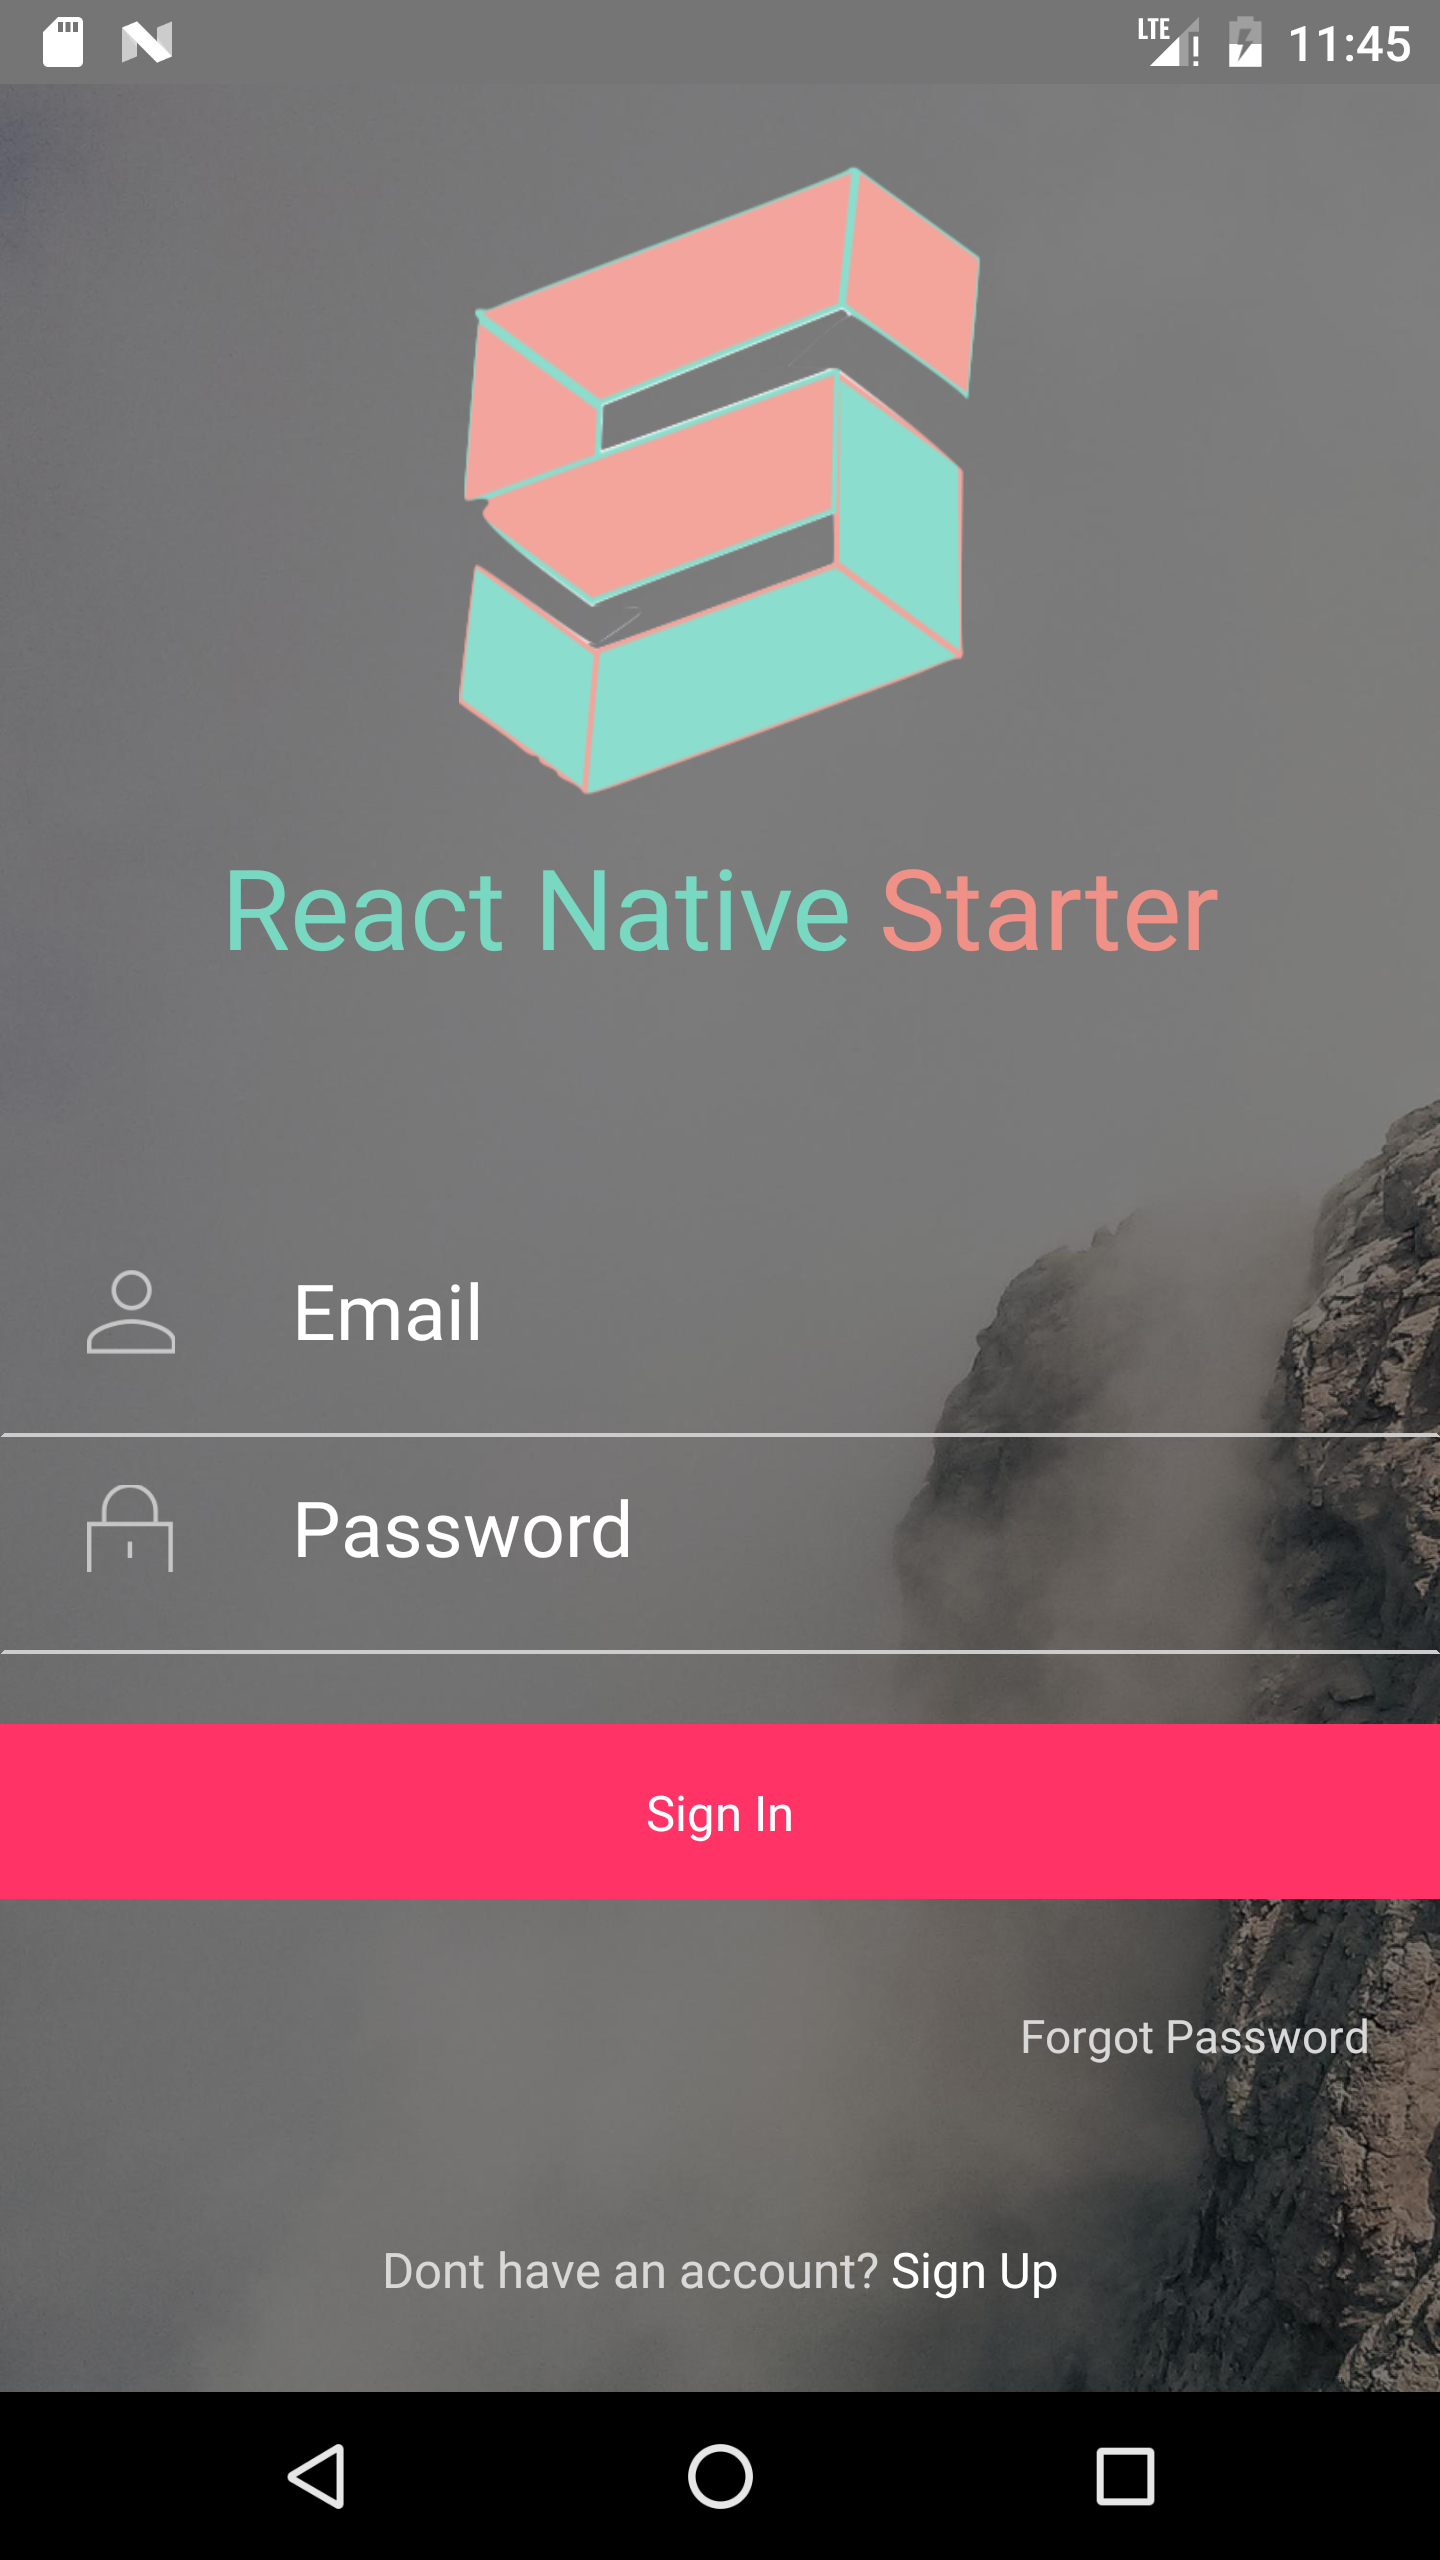 LTE 11:45
React Native Starter
Email
Password
Sign In
Forgot Password
Dont have an account? Sign Up